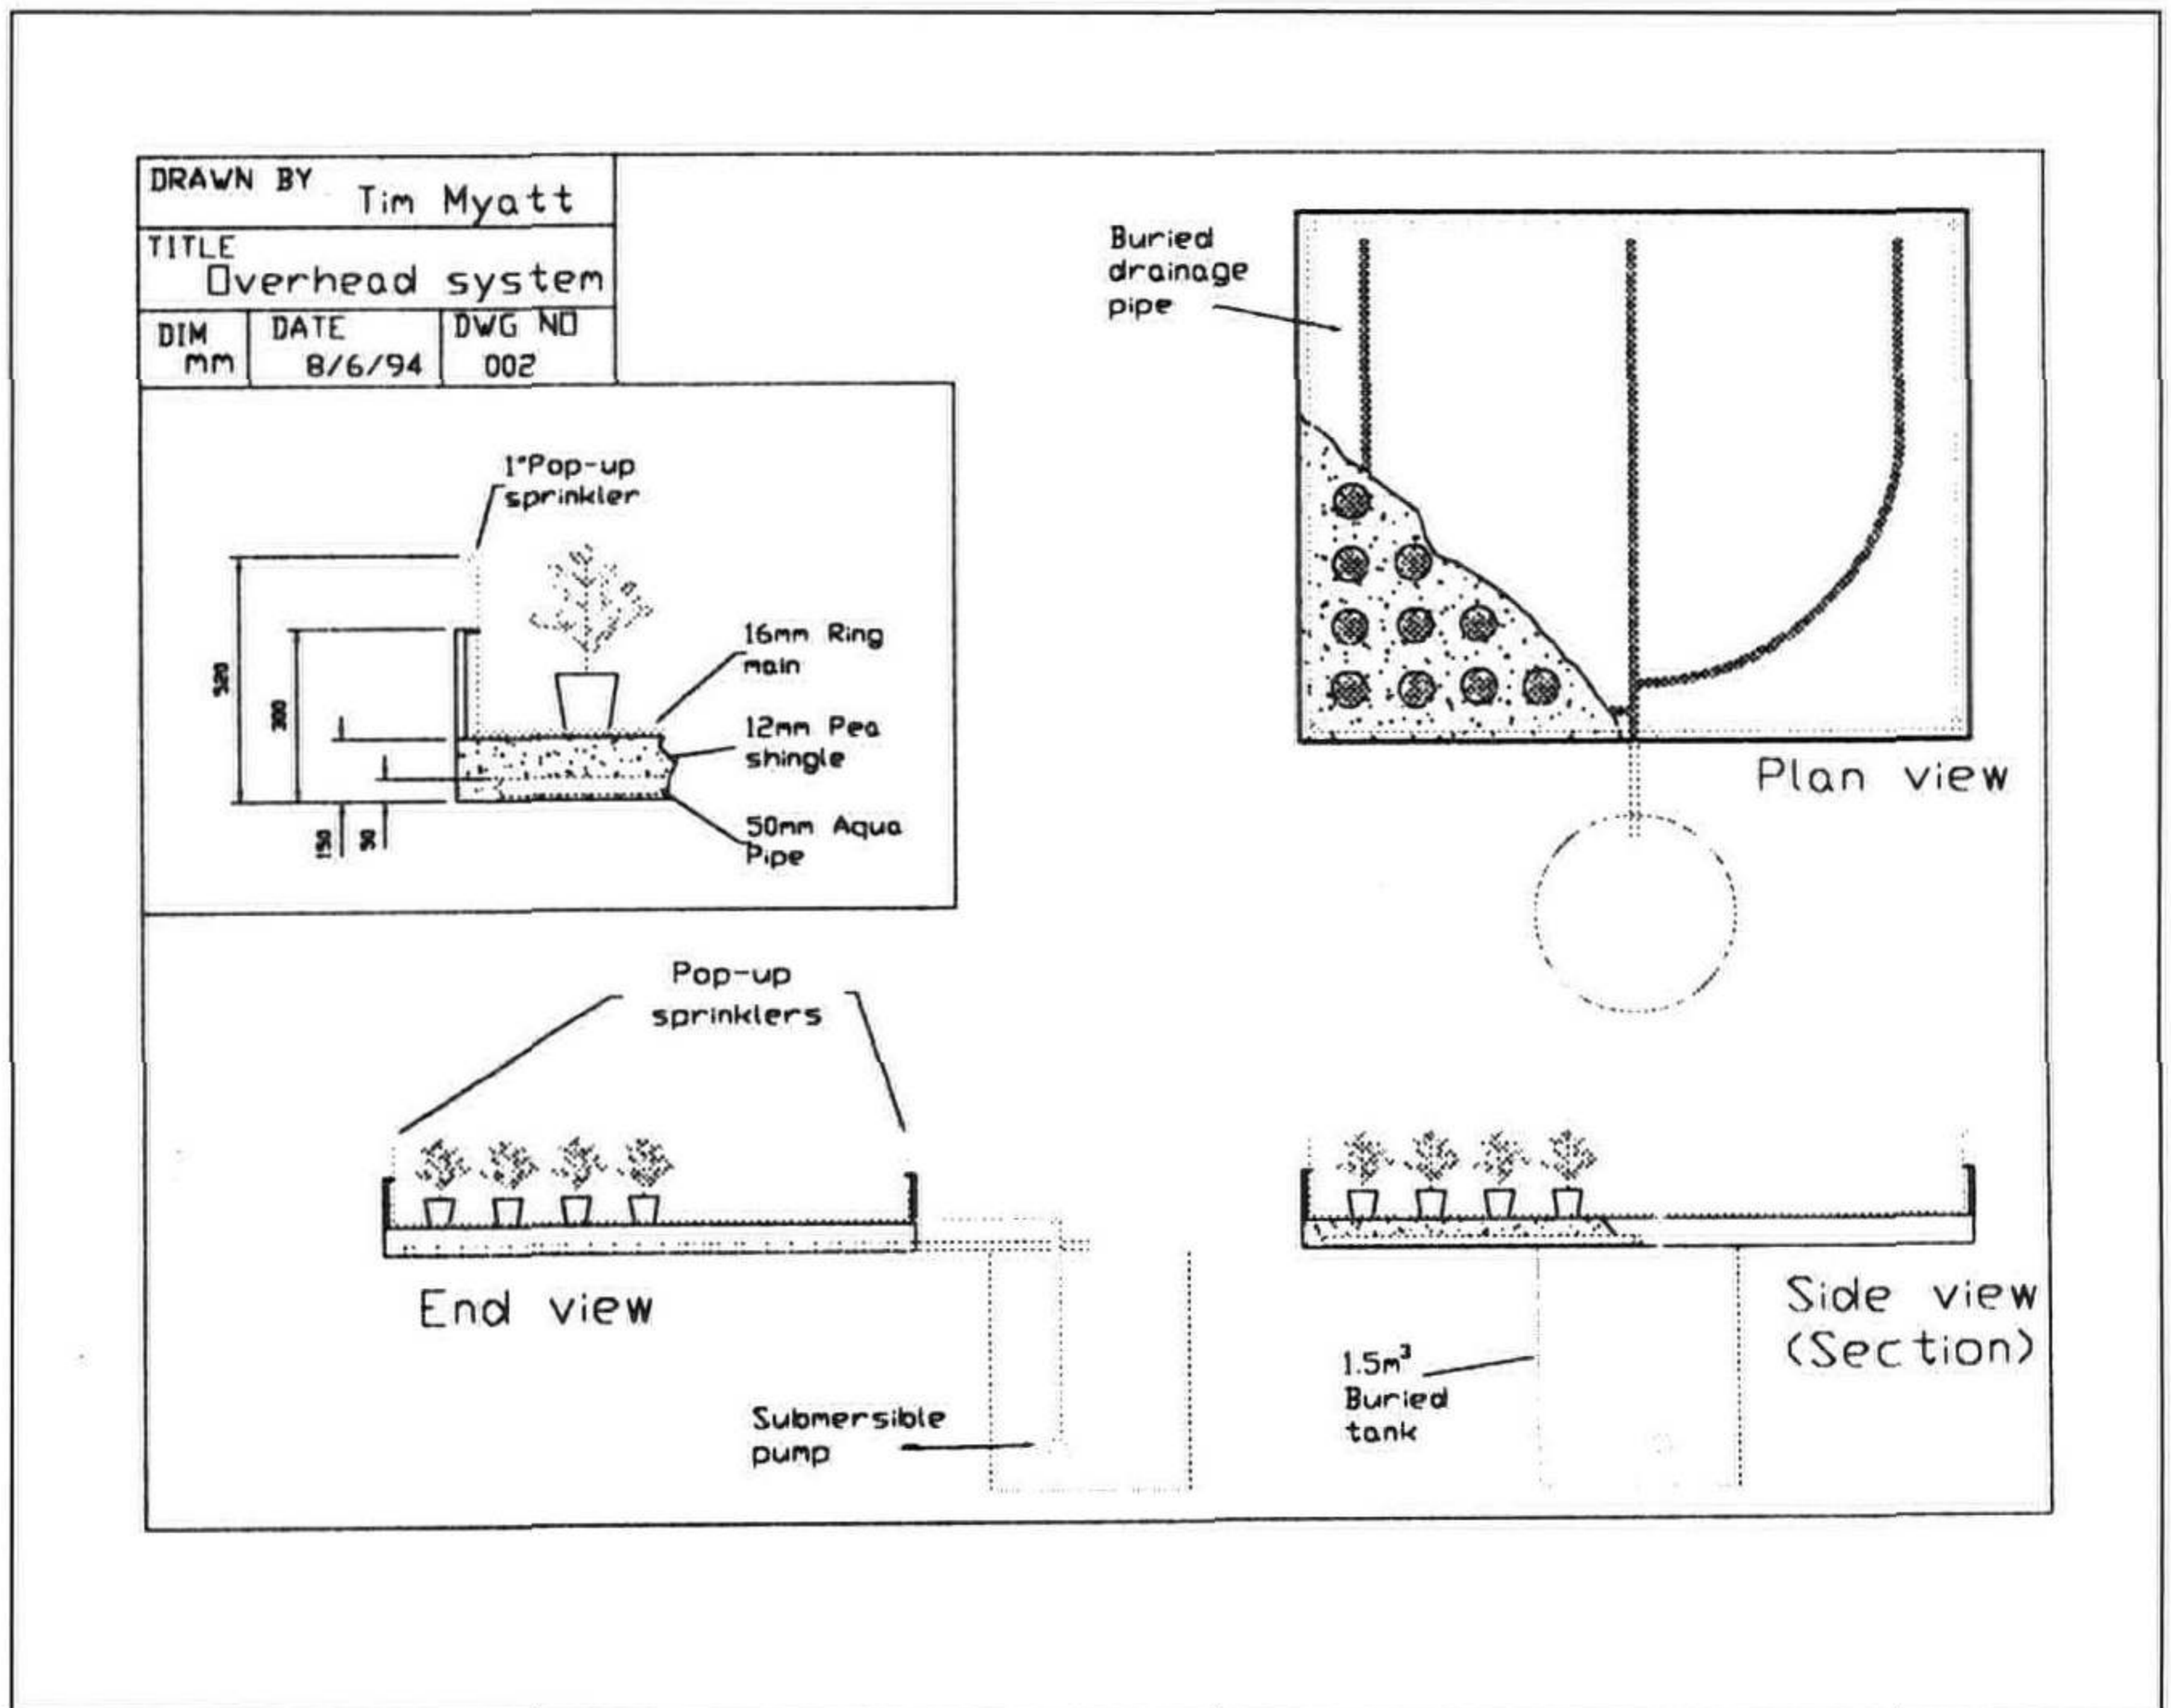 DRAWN BY Tim Myatt
TITLE
Overhead system
DIM
mm
DATE
8/6/94
DWG NO
002
1"Pop-up
sprinkler
16mm Ring
main
12mm Pea
shingle
50mm Aqua
Pipe
520
300
150
50
Buried
drainage
pipe
Plan view
Pop-up
sprinklers
End view
Submersible
pump
1.5m³
Buried
tank
Side view
(Section)